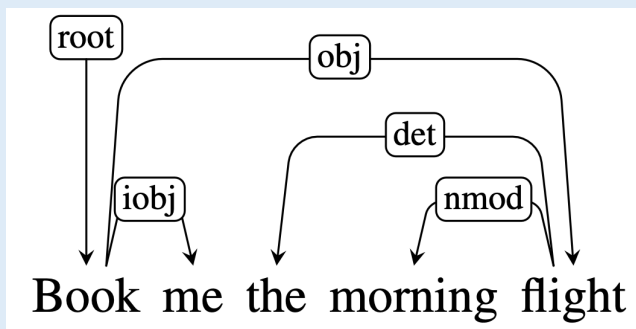 root
obj
det
iobj
nmod
Book me the morning flight